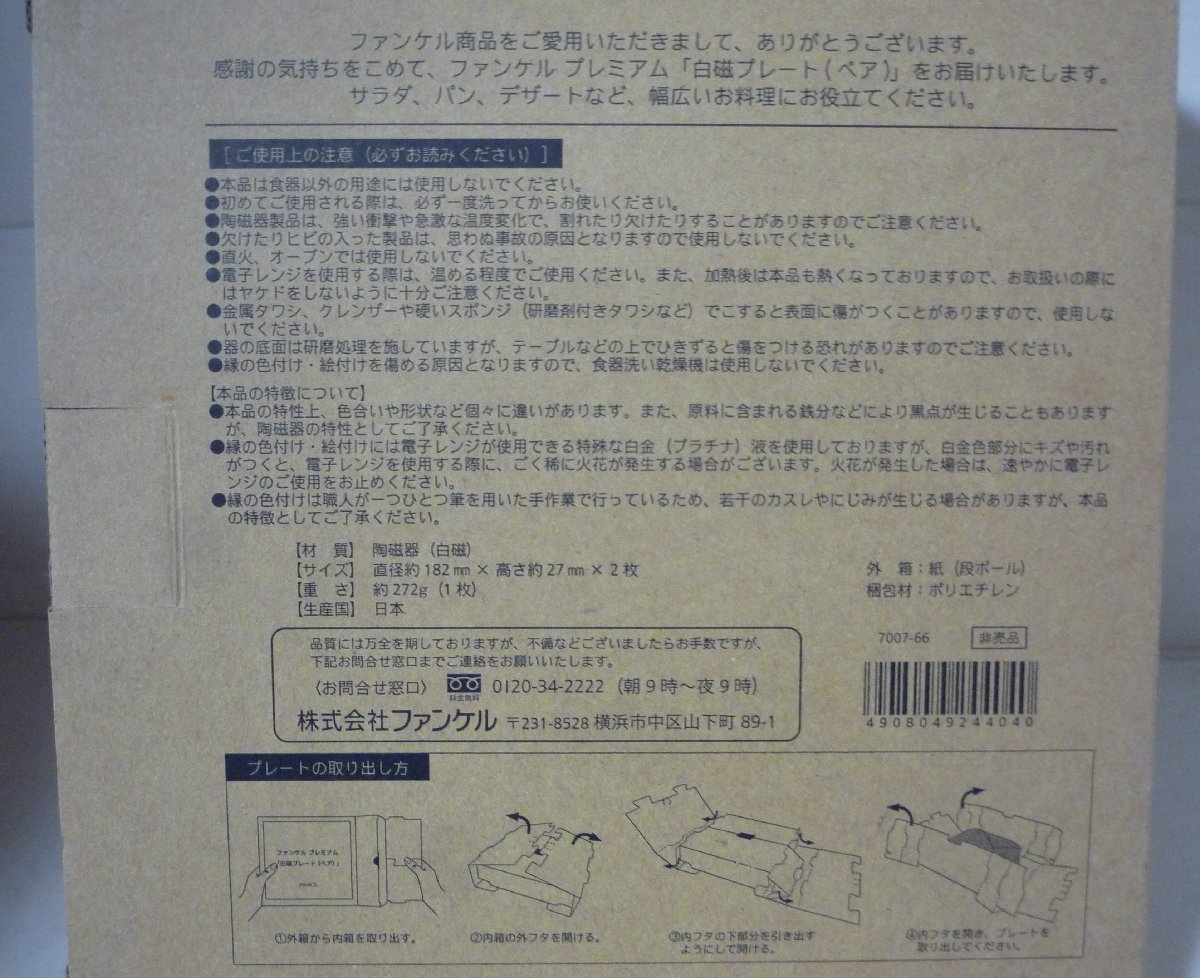 ファンケル商品をご愛用いただきまして、ありがとうございます。
感謝の気持ちをこめて、ファンケル プレミアム「白磁プレート(ペア)」をお届けいたします。
サラダ、パン、デザートなど、幅広いお料理にお役立てください。
[ご使用上の注意（必ずお読みください）]
●本品は食器以外の用途には使用しないでください。
●初めてご使用される際は、必ず一度洗ってからお使いください。
●陶磁器製品は、強い衝撃や急激な温度変化で、割れたり欠けたりすることがありますのでご注意ください。
●欠けたりヒビの入った製品は、思わぬ事故の原因となりますので使用しないでください。
●直火、オーブンでは使用しないでください。
●電子レンジを使用する際は、温める程度でご使用ください。また、加熱後は本品も熱くなっておりますので、お取扱いの際に
はヤケドをしないように十分ご注意ください。
●金属タワシ、クレンザーや硬いスポンジ（研磨剤付きタワシなど）でこすると表面に傷がつくことがありますので、使用しな
いでください。
●器の底面は研磨処理を施していますが、テーブルなどの上でひきずると傷をつける恐れがありますのでご注意ください。
●縁の色付け・絵付けを傷める原因となりますので、食器洗い乾燥機は使用しないでください。
【本品の特徴について】
●本品の特性上、色合いや形状など個々に違いがあります。また、原料に含まれる鉄分などにより黒点が生じることもあります
が、陶磁器の特性としてご了承ください。
●縁の色付け・絵付けには電子レンジが使用できる特殊な白金（プラチナ）液を使用しておりますが、白金色部分にキズや汚れ
がつくと、電子レンジを使用する際に、ごく稀に火花が発生する場合がございます。火花が発生した場合は、速やかに電子レ
ンジのご使用をお止めください。
●縁の色付けは職人が一つひとつ筆を用いた手作業で行っているため、若干のカスレやにじみが生じる場合がありますが、本品
の特徴としてご了承ください。
【材　質】 陶磁器（白磁）
【サイズ】 直径約182㎜×高さ約27㎜×2枚
【重　さ】 約272g（1枚）
【生産国】 日本
外　箱：紙（段ボール）
梱包材：ポリエチレン
7007-66 非売品
4908049244040
品質には万全を期しておりますが、不備などございましたらお手数ですが、
下記お問合せ窓口までご連絡をお願いいたします。
〈お問合せ窓口〉 通話無料 0120-34-2222（朝9時〜夜9時）
株式会社ファンケル 〒231-8528 横浜市中区山下町89-1
プレートの取り出し方
ファンケル プレミアム
「白磁プレート(ペア)」
FANCL
①外箱から内箱を取り出す。
②内箱の外フタを開ける。
③内フタの下部分を引き出す
ようにして開ける。
④内フタを開き、プレートを
取り出してください。